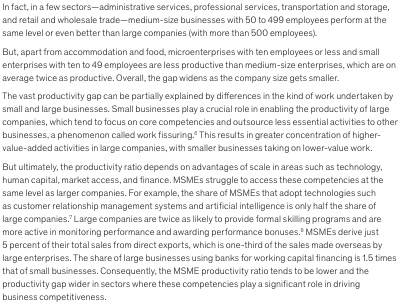 In fact, in a few sectors—administrative services, professional services, transportation and storage,
and retail and wholesale trade—medium-size businesses with 50 to 499 employees perform at the
same level or even better than large companies (with more than 500 employees).
But, apart from accommodation and food, microenterprises with ten employees or less and small
enterprises with ten to 49 employees are less productive than medium-size enterprises, which are on
average twice as productive. Overall, the gap widens as the company size gets smaller.
The vast productivity gap can be partially explained by differences in the kind of work undertaken by
small and large businesses. Small businesses play a crucial role in enabling the productivity of large
companies, which tend to focus on core competencies and outsource less essential activities to other
businesses, a phenomenon called work fissuring.⁶ This results in greater concentration of higher-
value-added activities in large companies, with smaller businesses taking on lower-value work.
But ultimately, the productivity ratio depends on advantages of scale in areas such as technology,
human capital, market access, and finance. MSMEs struggle to access these competencies at the
same level as larger companies. For example, the share of MSMEs that adopt technologies such
as customer relationship management systems and artificial intelligence is only half the share of
large companies.⁷ Large companies are twice as likely to provide formal skilling programs and are
more active in monitoring performance and awarding performance bonuses.⁸ MSMEs derive just
5 percent of their total sales from direct exports, which is one-third of the sales made overseas by
large enterprises. The share of large businesses using banks for working capital financing is 1.5 times
that of small businesses. Consequently, the MSME productivity ratio tends to be lower and the
productivity gap wider in sectors where these competencies play a significant role in driving
business competitiveness.